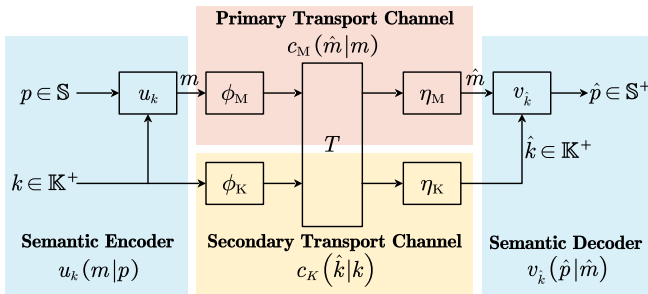 Primary Transport Channel
c_M(m̂|m)
p ∈ 𝕊
u_k
m
ϕ_M
T
η_M
m̂
v_k̂
p̂ ∈ 𝕊⁺
k ∈ 𝕂⁺
ϕ_K
η_K
k̂ ∈ 𝕂⁺
Semantic Encoder
u_k(m|p)
Secondary Transport Channel
c_K(k̂|k)
Semantic Decoder
v_k̂(p̂|m̂)